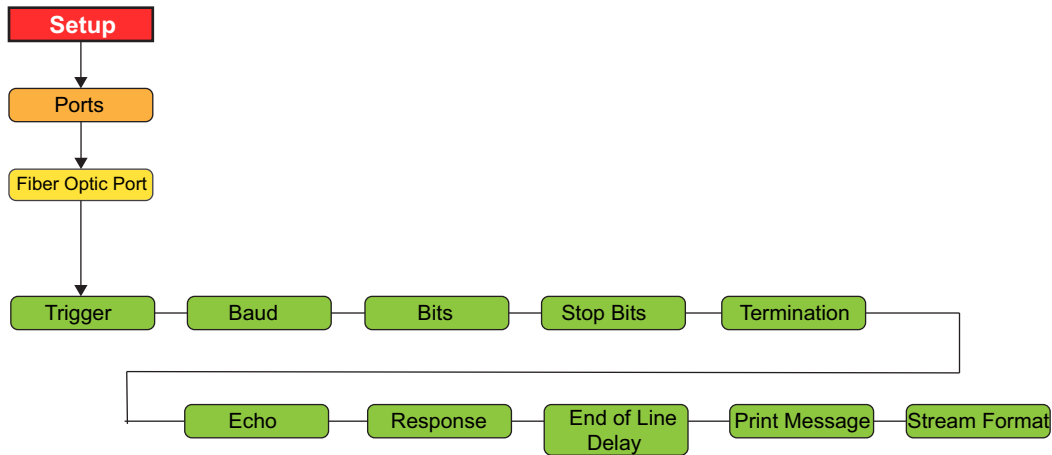 Setup
Ports
Fiber Optic Port
Trigger
Baud
Bits
Stop Bits
Termination
Echo
Response
End of Line
Delay
Print Message
Stream Format